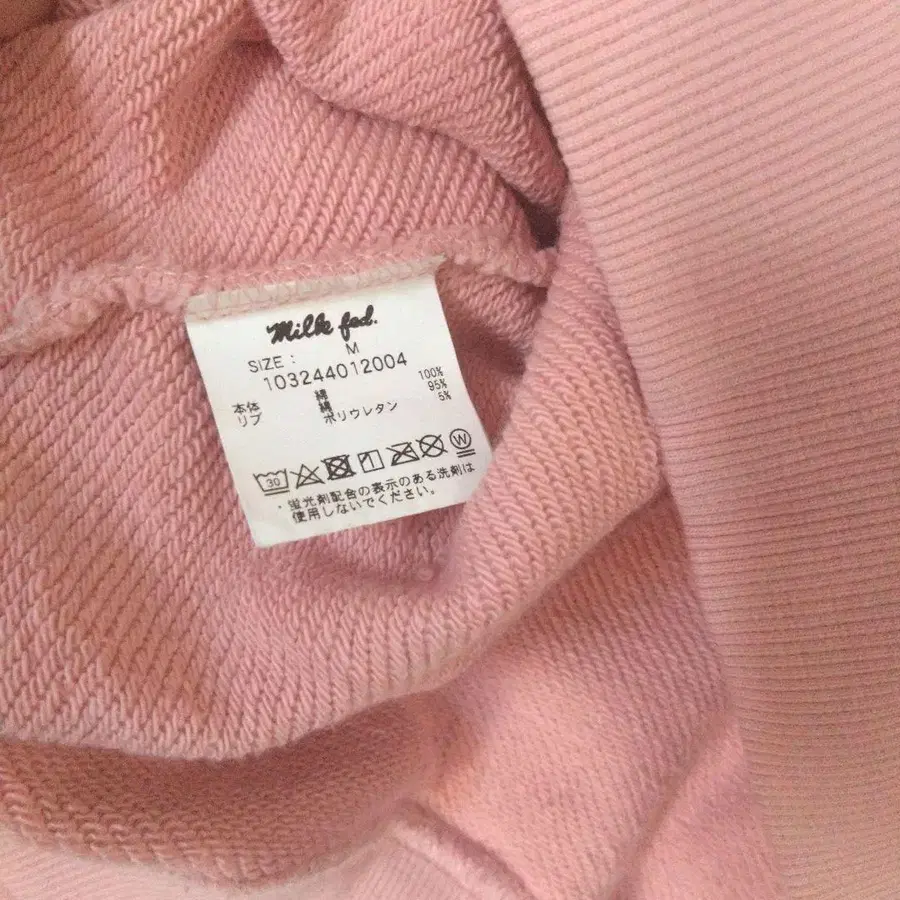 Milk fed.
SIZE : M
103244012004
本体 綿 100%
リブ 綿 95%
ポリウレタン 5%
30 W
・蛍光剤配合の表示のある洗剤は
使用しないでください。